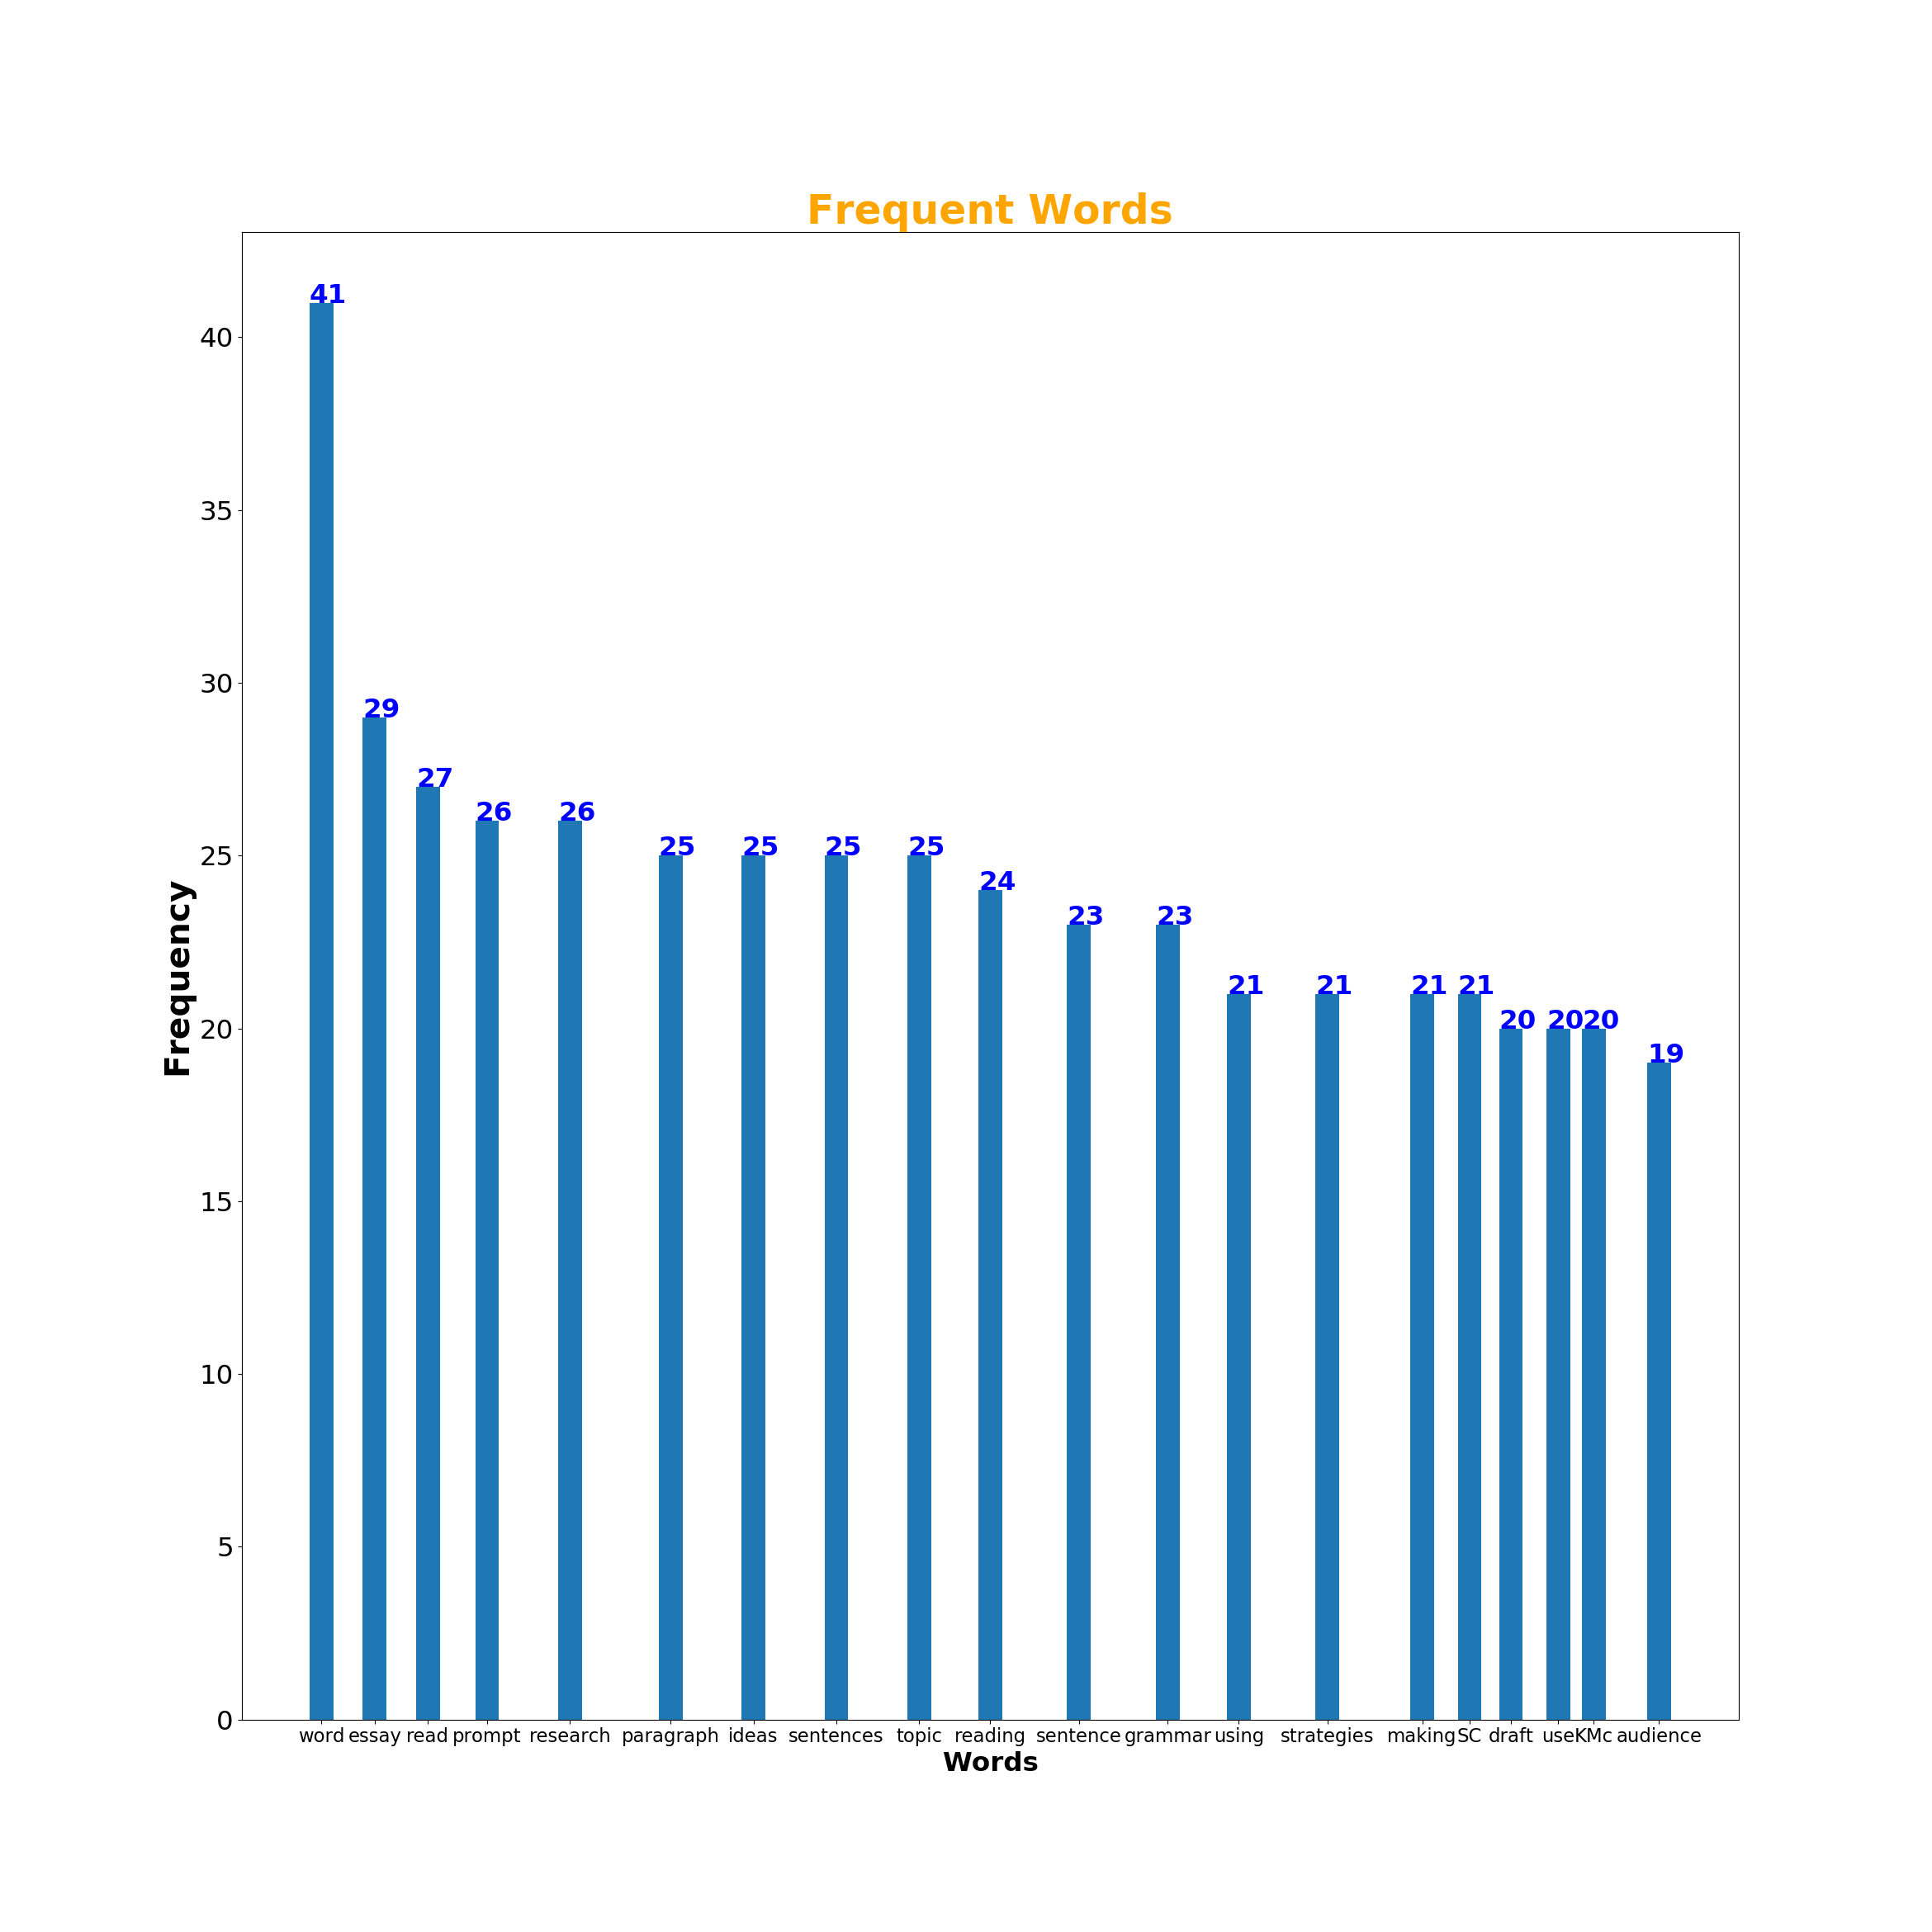 Frequent Words
41
40
35
30
29
27
26 26
25 25 25 25
25
24
23 23
21 21 21 21
20 20 20 20
19
15
10
5
0
Frequency
word essay read prompt research paragraph ideas sentences topic reading sentence grammar using strategies making SC draft use KMc audience
Words